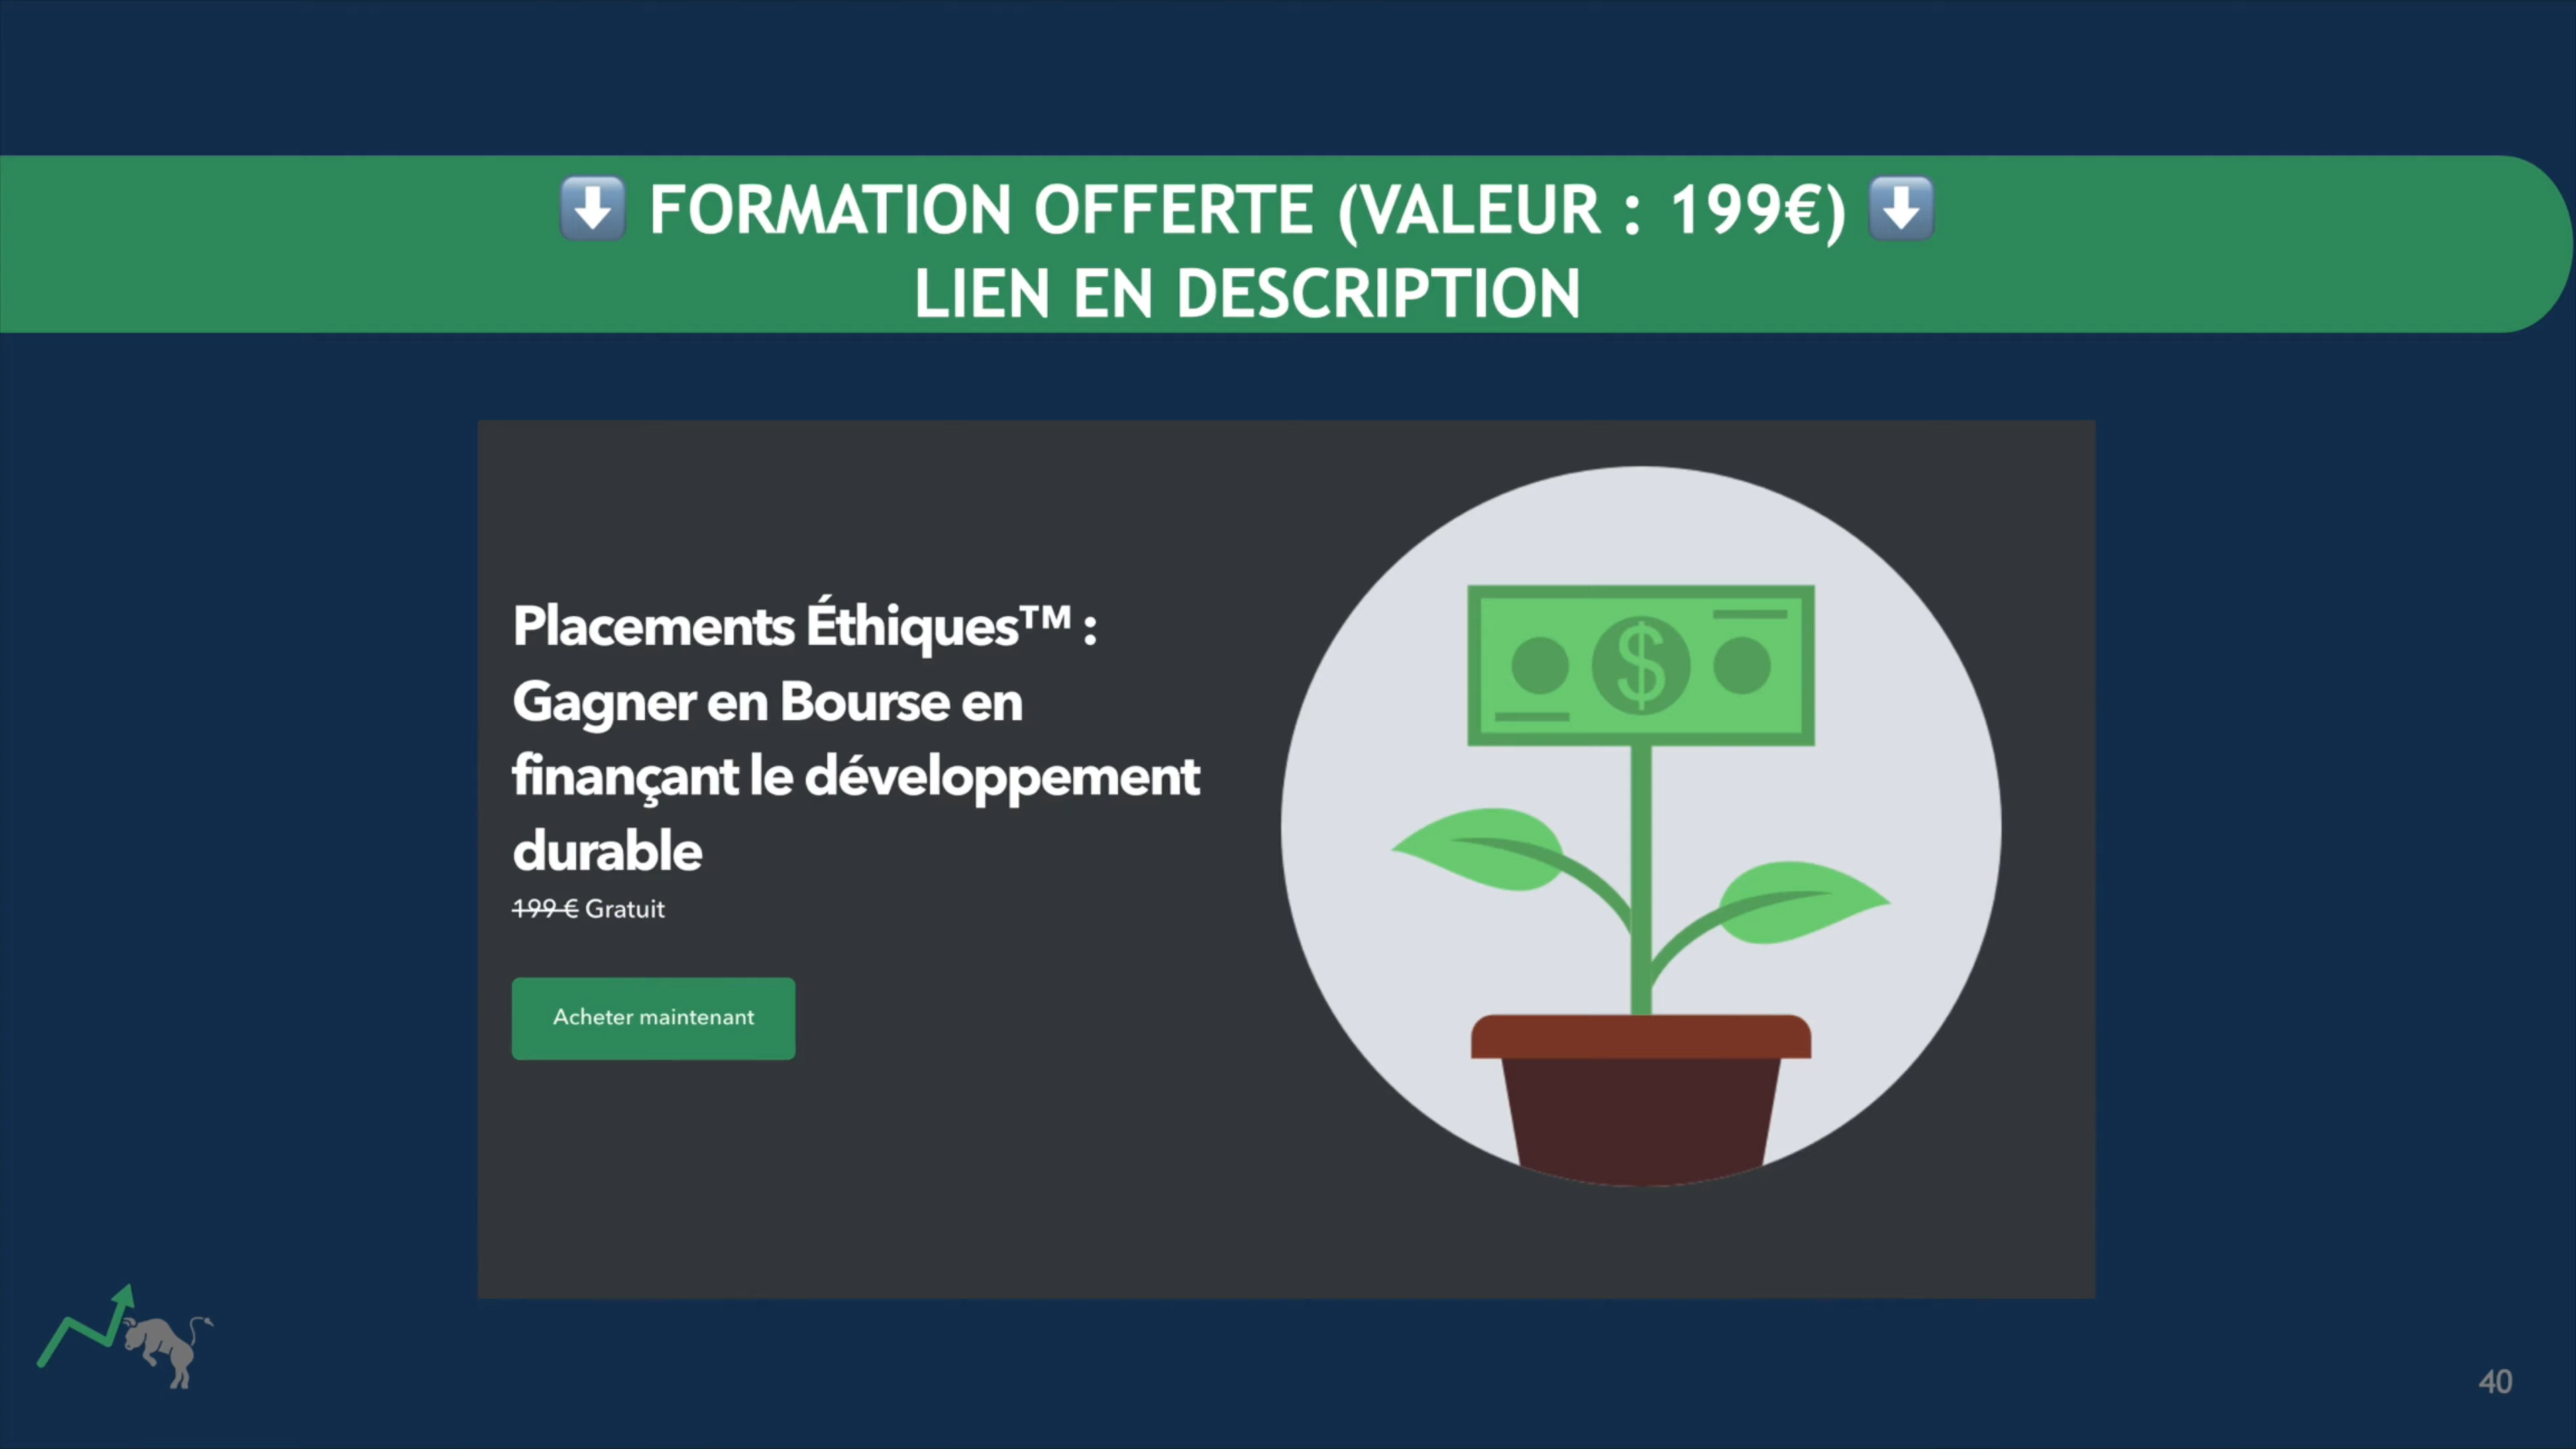 ⬇️ FORMATION OFFERTE (VALEUR : 199€) ⬇️
LIEN EN DESCRIPTION
Placements Éthiques™ :
Gagner en Bourse en
finançant le développement
durable
199 € Gratuit
Acheter maintenant
$
40